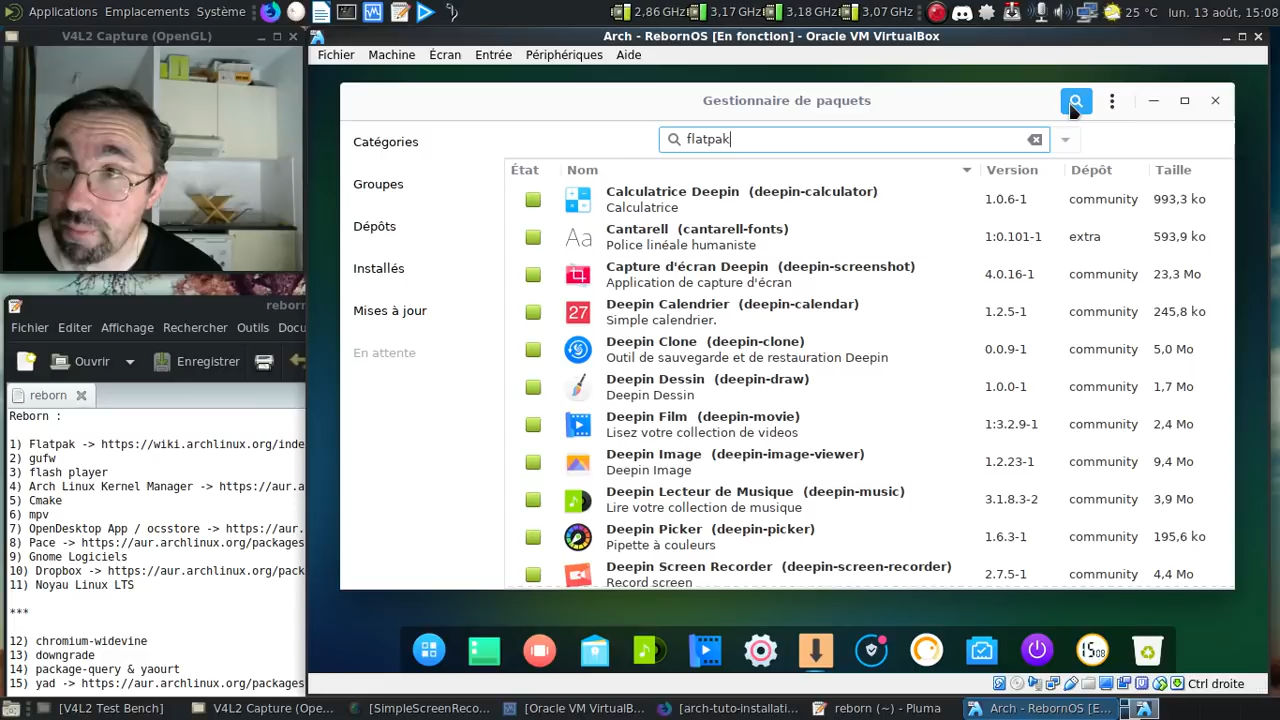 Applications Emplacements Système
2,86 GHz 3,17 GHz 3,18 GHz 3,07 GHz
25 °C lun. 13 août, 15:08
V4L2 Capture (OpenGL)
Arch - RebornOS [En fonction] - Oracle VM VirtualBox
Fichier Machine Écran Entrée Périphériques Aide
Gestionnaire de paquets
flatpak
Catégories
Groupes
Dépôts
Installés
Mises à jour
En attente
État Nom Version Dépôt Taille
Calculatrice Deepin (deepin-calculator) 1.0.6-1 community 993,3 ko
Calculatrice
Cantarell (cantarell-fonts) 1:0.101-1 extra 593,9 ko
Police linéale humaniste
Capture d'écran Deepin (deepin-screenshot) 4.0.16-1 community 23,3 Mo
Application de capture d'écran
27
Deepin Calendrier (deepin-calendar) 1.2.5-1 community 245,8 ko
Simple calendrier.
Deepin Clone (deepin-clone) 0.0.9-1 community 5,0 Mo
Outil de sauvegarde et de restauration Deepin
Deepin Dessin (deepin-draw) 1.0.0-1 community 1,7 Mo
Deepin Dessin
Deepin Film (deepin-movie) 1:3.2.9-1 community 2,4 Mo
Lisez votre collection de videos
Deepin Image (deepin-image-viewer) 1.2.23-1 community 9,4 Mo
Deepin Image
Deepin Lecteur de Musique (deepin-music) 3.1.8.3-2 community 3,9 Mo
Lire votre collection de musique
Deepin Picker (deepin-picker) 1.6.3-1 community 195,6 ko
Pipette à couleurs
Deepin Screen Recorder (deepin-screen-recorder) 2.7.5-1 community 4,4 Mo
Record screen
reborn
Fichier Editer Affichage Rechercher Outils Docu
Ouvrir Enregistrer
reborn
Reborn :
1) Flatpak -> https://wiki.archlinux.org/inde
2) gufw
3) flash player
4) Arch Linux Kernel Manager -> https://aur.a
5) Cmake
6) mpv
7) OpenDesktop App / ocsstore -> https://aur.
8) Pace -> https://aur.archlinux.org/packages
9) Gnome Logiciels
10) Dropbox -> https://aur.archlinux.org/pack
11) Noyau Linux LTS
***
12) chromium-widevine
13) downgrade
14) package-query & yaourt
15) yad -> https://aur.archlinux.org/packages
15 08
Ctrl droite
[V4L2 Test Bench] V4L2 Capture (Ope... [SimpleScreenReco... [Oracle VM VirtualB... [arch-tuto-installati... reborn (~) - Pluma Arch - RebornOS [E...